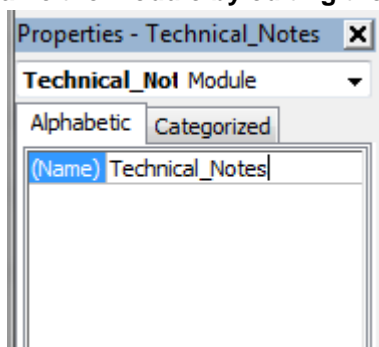 Properties - Technical_Notes
Technical_Not Module
Alphabetic Categorized
(Name) Technical_Notes